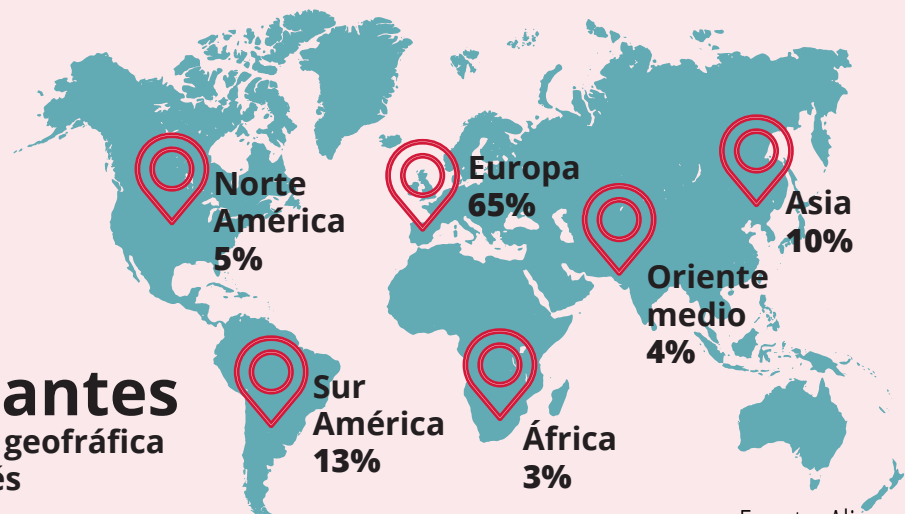 Norte
América
5%
Europa
65%
Asia
10%
Oriente
medio
4%
Sur
América
13%
África
3%
antes
geofráfica
és